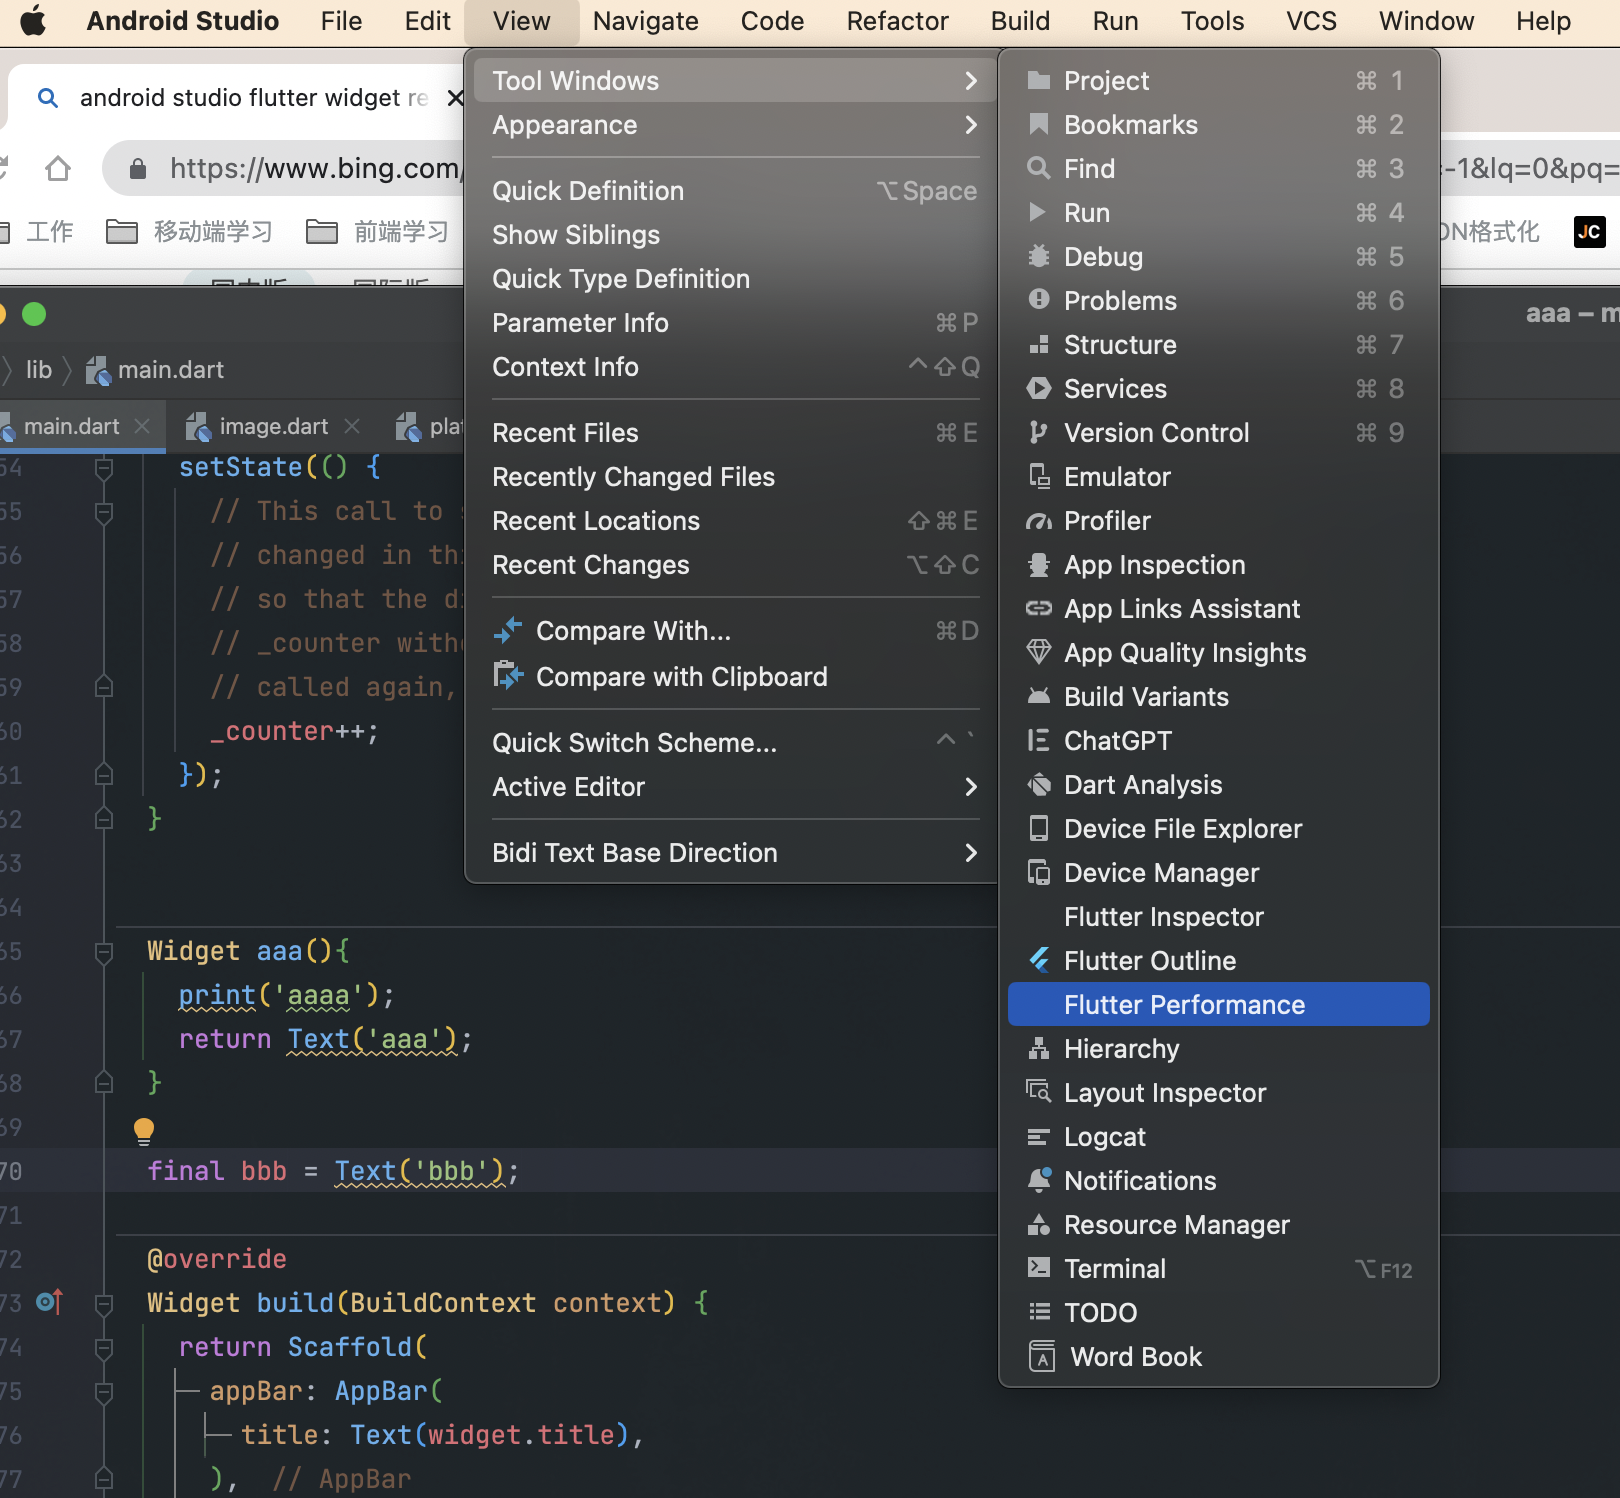 Android Studio File Edit View Navigate Code Refactor Build Run Tools VCS Window Help
android studio flutter widget re
https://www.bing.com/
=-1&lq=0&pq=
工作 移动端学习 前端学习
ON格式化 JC
国内版 国际版
aaa – m
lib main.dart
main.dart image.dart pla
Tool Windows
Appearance
Quick Definition ⌥Space
Show Siblings
Quick Type Definition
Parameter Info ⌘P
Context Info ^⇧Q
Recent Files ⌘E
Recently Changed Files
Recent Locations ⇧⌘E
Recent Changes ⌥⇧C
Compare With... ⌘D
Compare with Clipboard
Quick Switch Scheme... ^`
Active Editor
Bidi Text Base Direction
Project ⌘ 1
Bookmarks ⌘ 2
Find ⌘ 3
Run ⌘ 4
Debug ⌘ 5
Problems ⌘ 6
Structure ⌘ 7
Services ⌘ 8
Version Control ⌘ 9
Emulator
Profiler
App Inspection
App Links Assistant
App Quality Insights
Build Variants
ChatGPT
Dart Analysis
Device File Explorer
Device Manager
Flutter Inspector
Flutter Outline
Flutter Performance
Hierarchy
Layout Inspector
Logcat
Notifications
Resource Manager
Terminal ⌥F12
TODO
Word Book
54 setState(() {
55 // This call to s
56 // changed in thi
57 // so that the di
58 // _counter witho
59 // called again,
60 _counter++;
61 });
62 }
63
64
65 Widget aaa(){
66 print('aaaa');
67 return Text('aaa');
68 }
69
70 final bbb = Text('bbb');
71
72 @override
73 Widget build(BuildContext context) {
74 return Scaffold(
75 appBar: AppBar(
76 title: Text(widget.title),
77 ), // AppBar